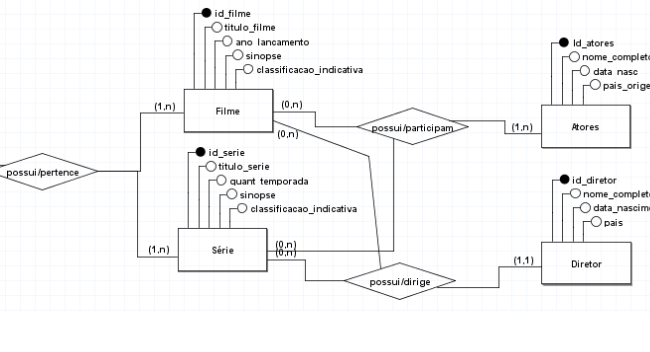 id_filme
titulo_filme
ano lancamento
sinopse
classificacao_indicativa
Filme
(1,n)
(0,n)
(0,n)
possui/participam
(1,n)
Id_atores
nome_completo
data nasc
pais_orige
Atores
possui/pertence
id_serie
titulo_serie
quant temporada
sinopse
classificacao_indicativa
Série
(1,n)
(0,n)
(0,n)
possui/dirige
(1,1)
id_diretor
nome_completo
data_nascim
pais
Diretor